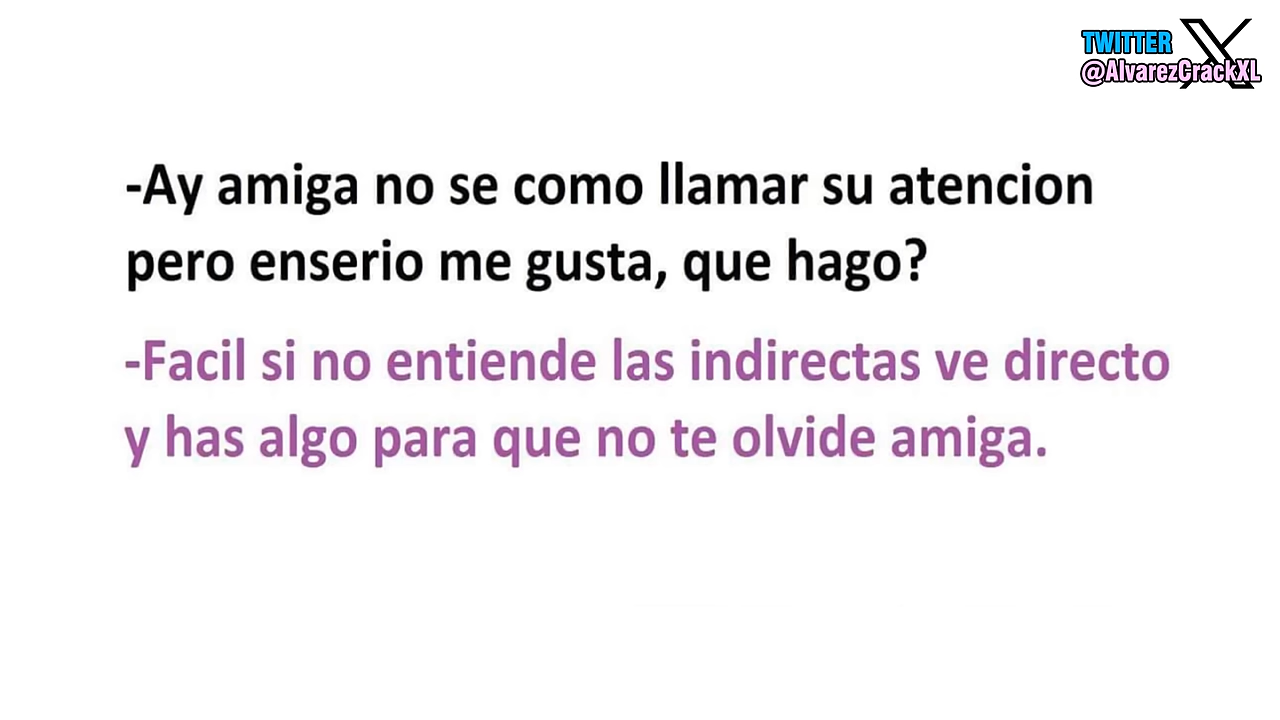 TWITTER
@AlvarezCrackXL
-Ay amiga no se como llamar su atencion
pero enserio me gusta, que hago?
-Facil si no entiende las indirectas ve directo
y has algo para que no te olvide amiga.